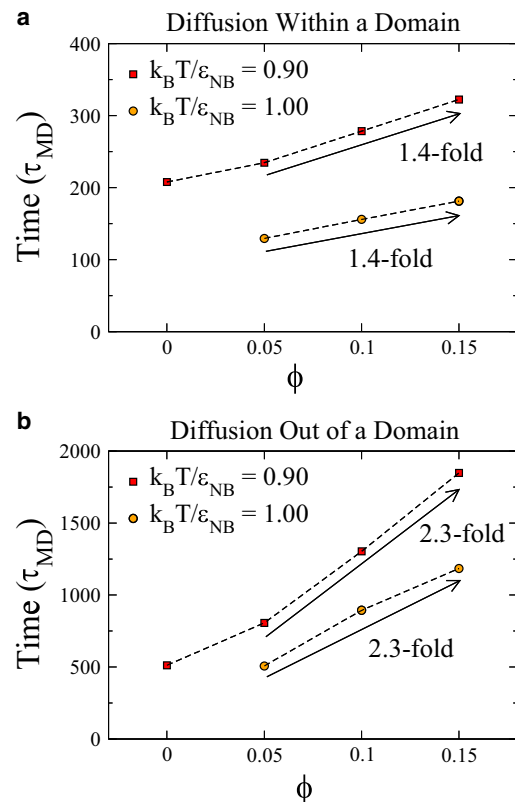 a
Diffusion Within a Domain
400
300
200
100
0
Time (τ_MD)
k_BT/ε_NB = 0.90
k_BT/ε_NB = 1.00
1.4-fold
1.4-fold
0 0.05 0.1 0.15
ϕ
b
Diffusion Out of a Domain
2000
1500
1000
500
0
Time (τ_MD)
k_BT/ε_NB = 0.90
k_BT/ε_NB = 1.00
2.3-fold
2.3-fold
0 0.05 0.1 0.15
ϕ